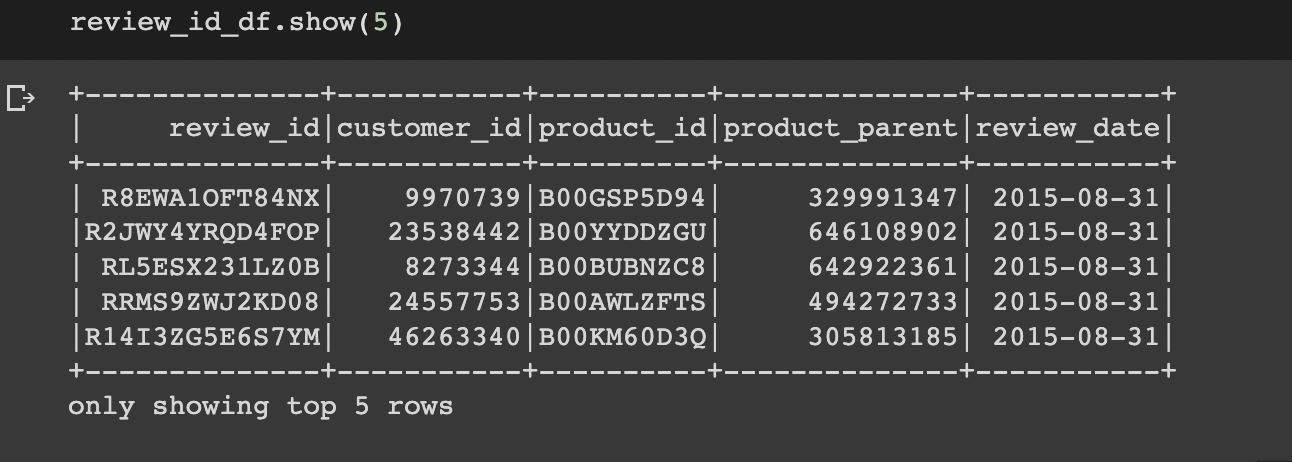 review_id_df.show(5)
+--------------+-----------+----------+--------------+-----------+
|     review_id|customer_id|product_id|product_parent|review_date|
+--------------+-----------+----------+--------------+-----------+
| R8EWA1OFT84NX|    9970739|B00GSP5D94|     329991347| 2015-08-31|
|R2JWY4YRQD4FOP|   23538442|B00YYDDZGU|     646108902| 2015-08-31|
| RL5ESX231LZ0B|    8273344|B00BUBNZC8|     642922361| 2015-08-31|
| RRMS9ZWJ2KD08|   24557753|B00AWLZFTS|     494272733| 2015-08-31|
|R14I3ZG5E6S7YM|   46263340|B00KM60D3Q|     305813185| 2015-08-31|
+--------------+-----------+----------+--------------+-----------+
only showing top 5 rows